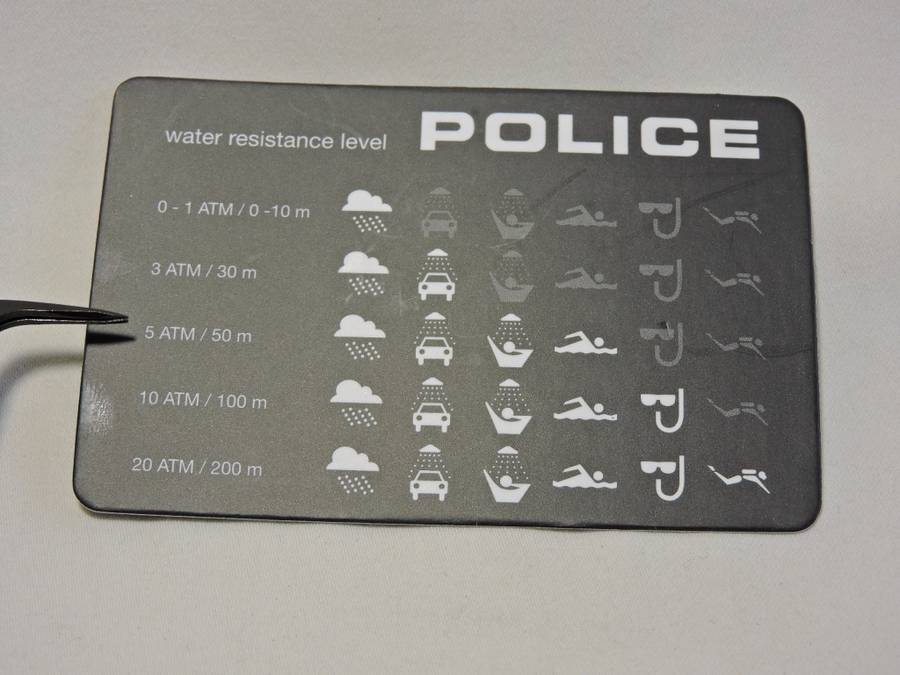 water resistance level POLICE
0 - 1 ATM / 0 -10 m
3 ATM / 30 m
5 ATM / 50 m
10 ATM / 100 m
20 ATM / 200 m